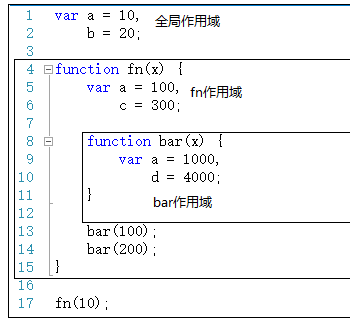 1 var a = 10, 全局作用域
2 b = 20;
3
4 function fn(x) {
5 var a = 100, fn作用域
6 c = 300;
7
8 function bar(x) {
9 var a = 1000,
10 d = 4000;
11 } bar作用域
12
13 bar(100);
14 bar(200);
15 }
16
17 fn(10);